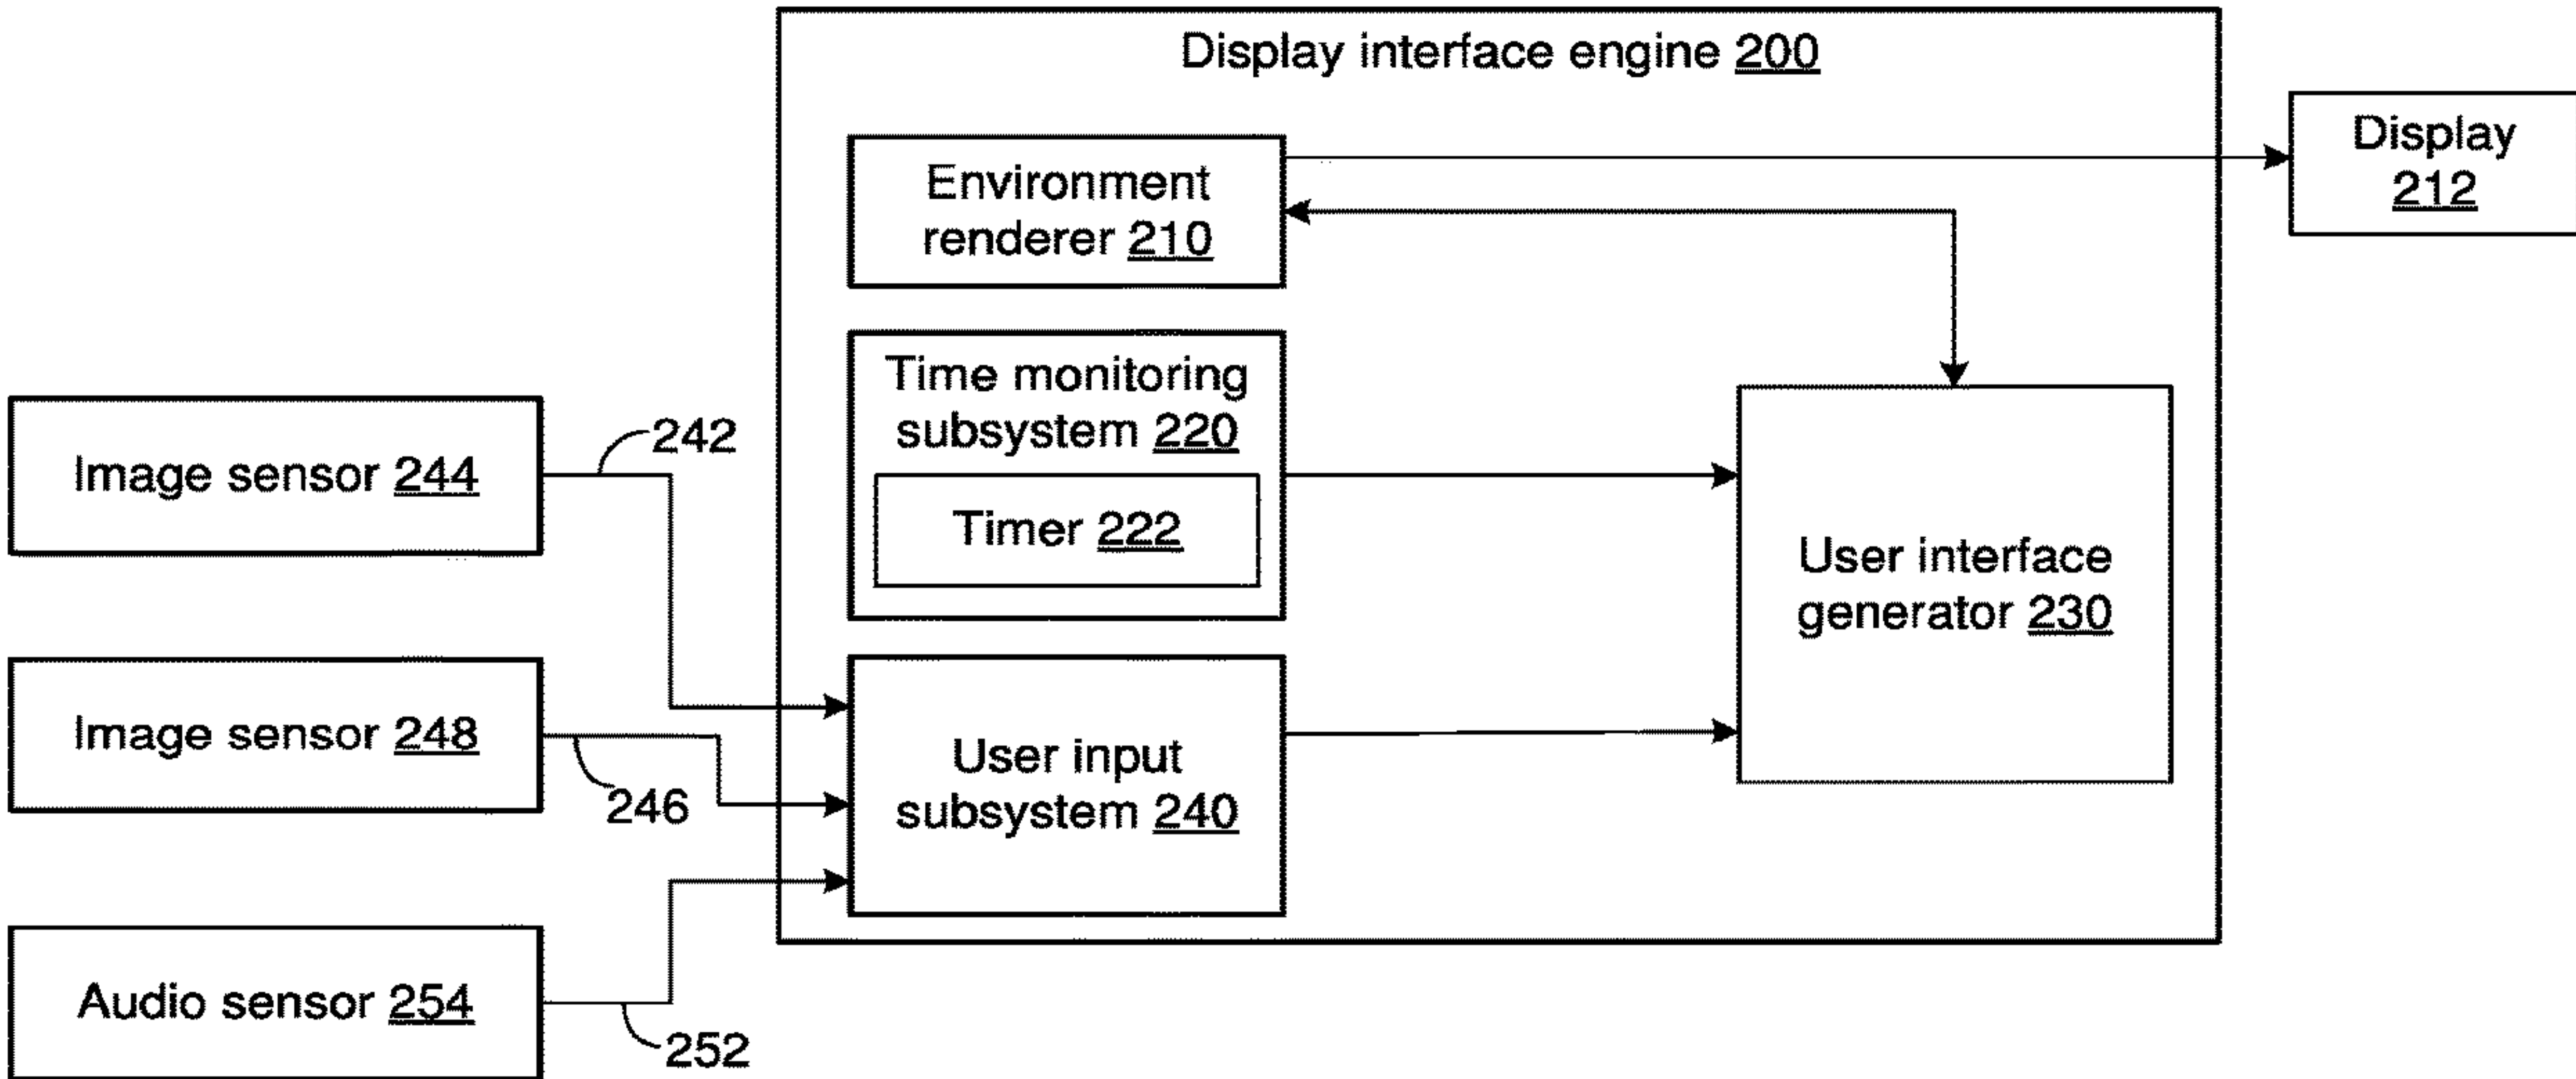 Display interface engine 200
Display
212
Environment
renderer 210
Time monitoring
subsystem 220
Timer 222
Image sensor 244
242
User interface
generator 230
Image sensor 248
246
User input
subsystem 240
Audio sensor 254
252